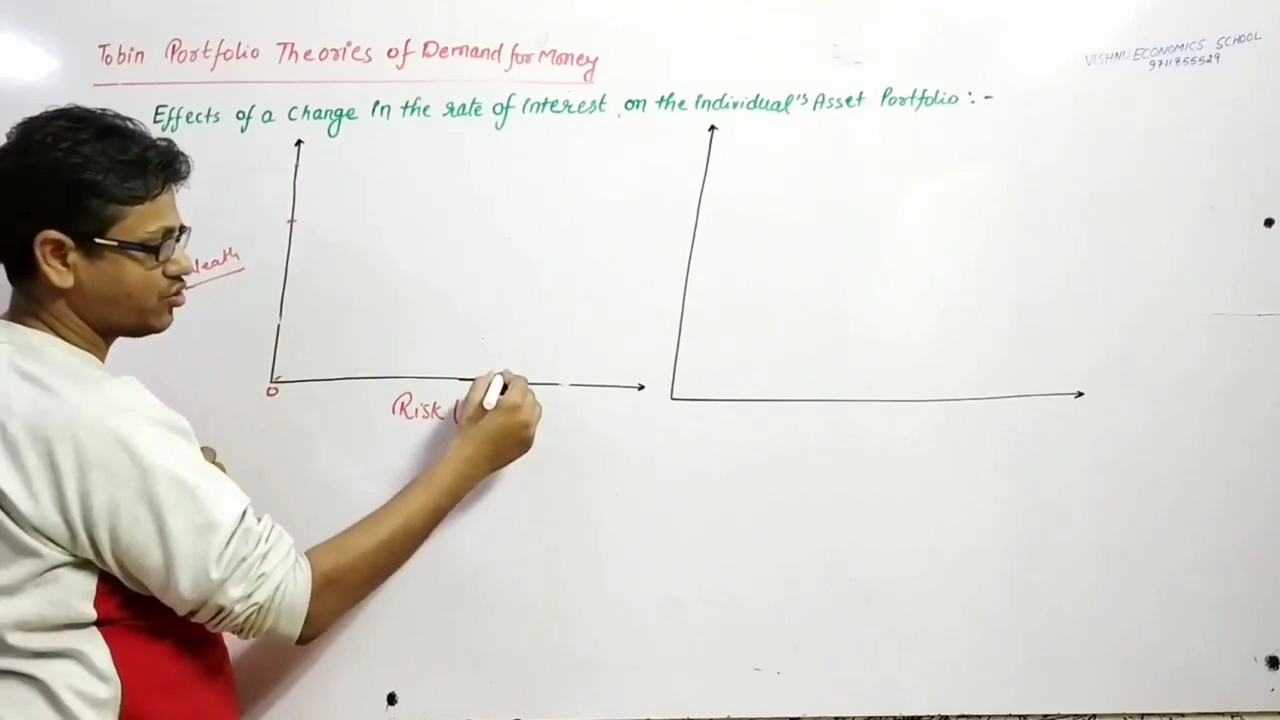 Tobin Portfolio Theories of Demand for Money
VISHNU ECONOMICS SCHOOL
9711855529
Effects of a change in the rate of interest, on the individual's Asset Portfolio : -
O
Risk (